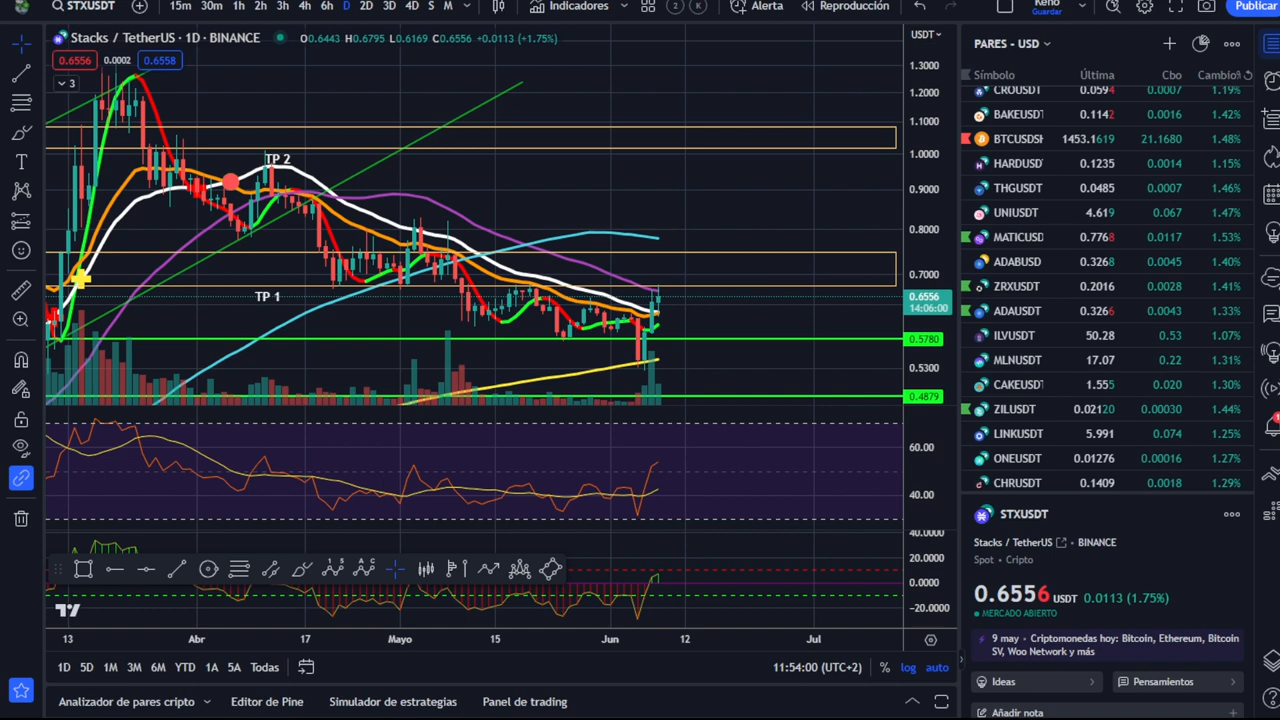 STXUSDT 15m 30m 1h 2h 3h 4h 6h D 2D 3D 4D S M Indicadores 2 Alerta Reproducción Keño Guardar Publicar
Stacks / TetherUS · 1D · BINANCE O0.6443 H0.6795 L0.6169 C0.6556 +0.0113 (+1.75%)
0.6556 0.0002 0.6558
3
TP 2
TP 1
USDT
1.3000
1.2000
1.1000
1.0000
0.9000
0.8000
0.7000
0.6556
14:06:00
0.5780
0.5300
0.4879
60.00
40.00
40.0000
20.0000
0.0000
-20.0000
13 Abr 17 Mayo 15 Jun 12 Jul
1D 5D 1M 3M 6M YTD 1A 5A Todas 11:54:00 (UTC+2) % log auto
Analizador de pares cripto Editor de Pine Simulador de estrategias Panel de trading
PARES - USD
Símbolo Última Cbo Cambio%
CROUSDT 0.0594 0.0007 1.19%
BAKEUSDT 0.1142 0.0016 1.42%
BTCUSDH 1453.1619 21.1680 1.48%
HARDUSD 0.1235 0.0014 1.15%
THGUSDT 0.0485 0.0007 1.46%
UNIUSDT 4.619 0.067 1.47%
MATICUSD 0.7768 0.0117 1.53%
ADABUSD 0.3268 0.0045 1.40%
ZRXUSDT 0.2016 0.0028 1.41%
ADAUSDT 0.3266 0.0043 1.33%
ILVUSDT 50.28 0.53 1.07%
MLNUSDT 17.07 0.22 1.31%
CAKEUSDT 1.555 0.020 1.30%
ZILUSDT 0.02120 0.00030 1.44%
LINKUSDT 5.991 0.074 1.25%
ONEUSDT 0.01276 0.00016 1.27%
CHRUSDT 0.1409 0.0018 1.29%
STXUSDT
Stacks / TetherUS · BINANCE
Spot · Cripto
0.6556 USDT 0.0113 (1.75%)
MERCADO ABIERTO
9 may · Criptomonedas hoy: Bitcoin, Ethereum, Bitcoin
SV, Woo Network y más
Ideas Pensamientos
Añadir nota